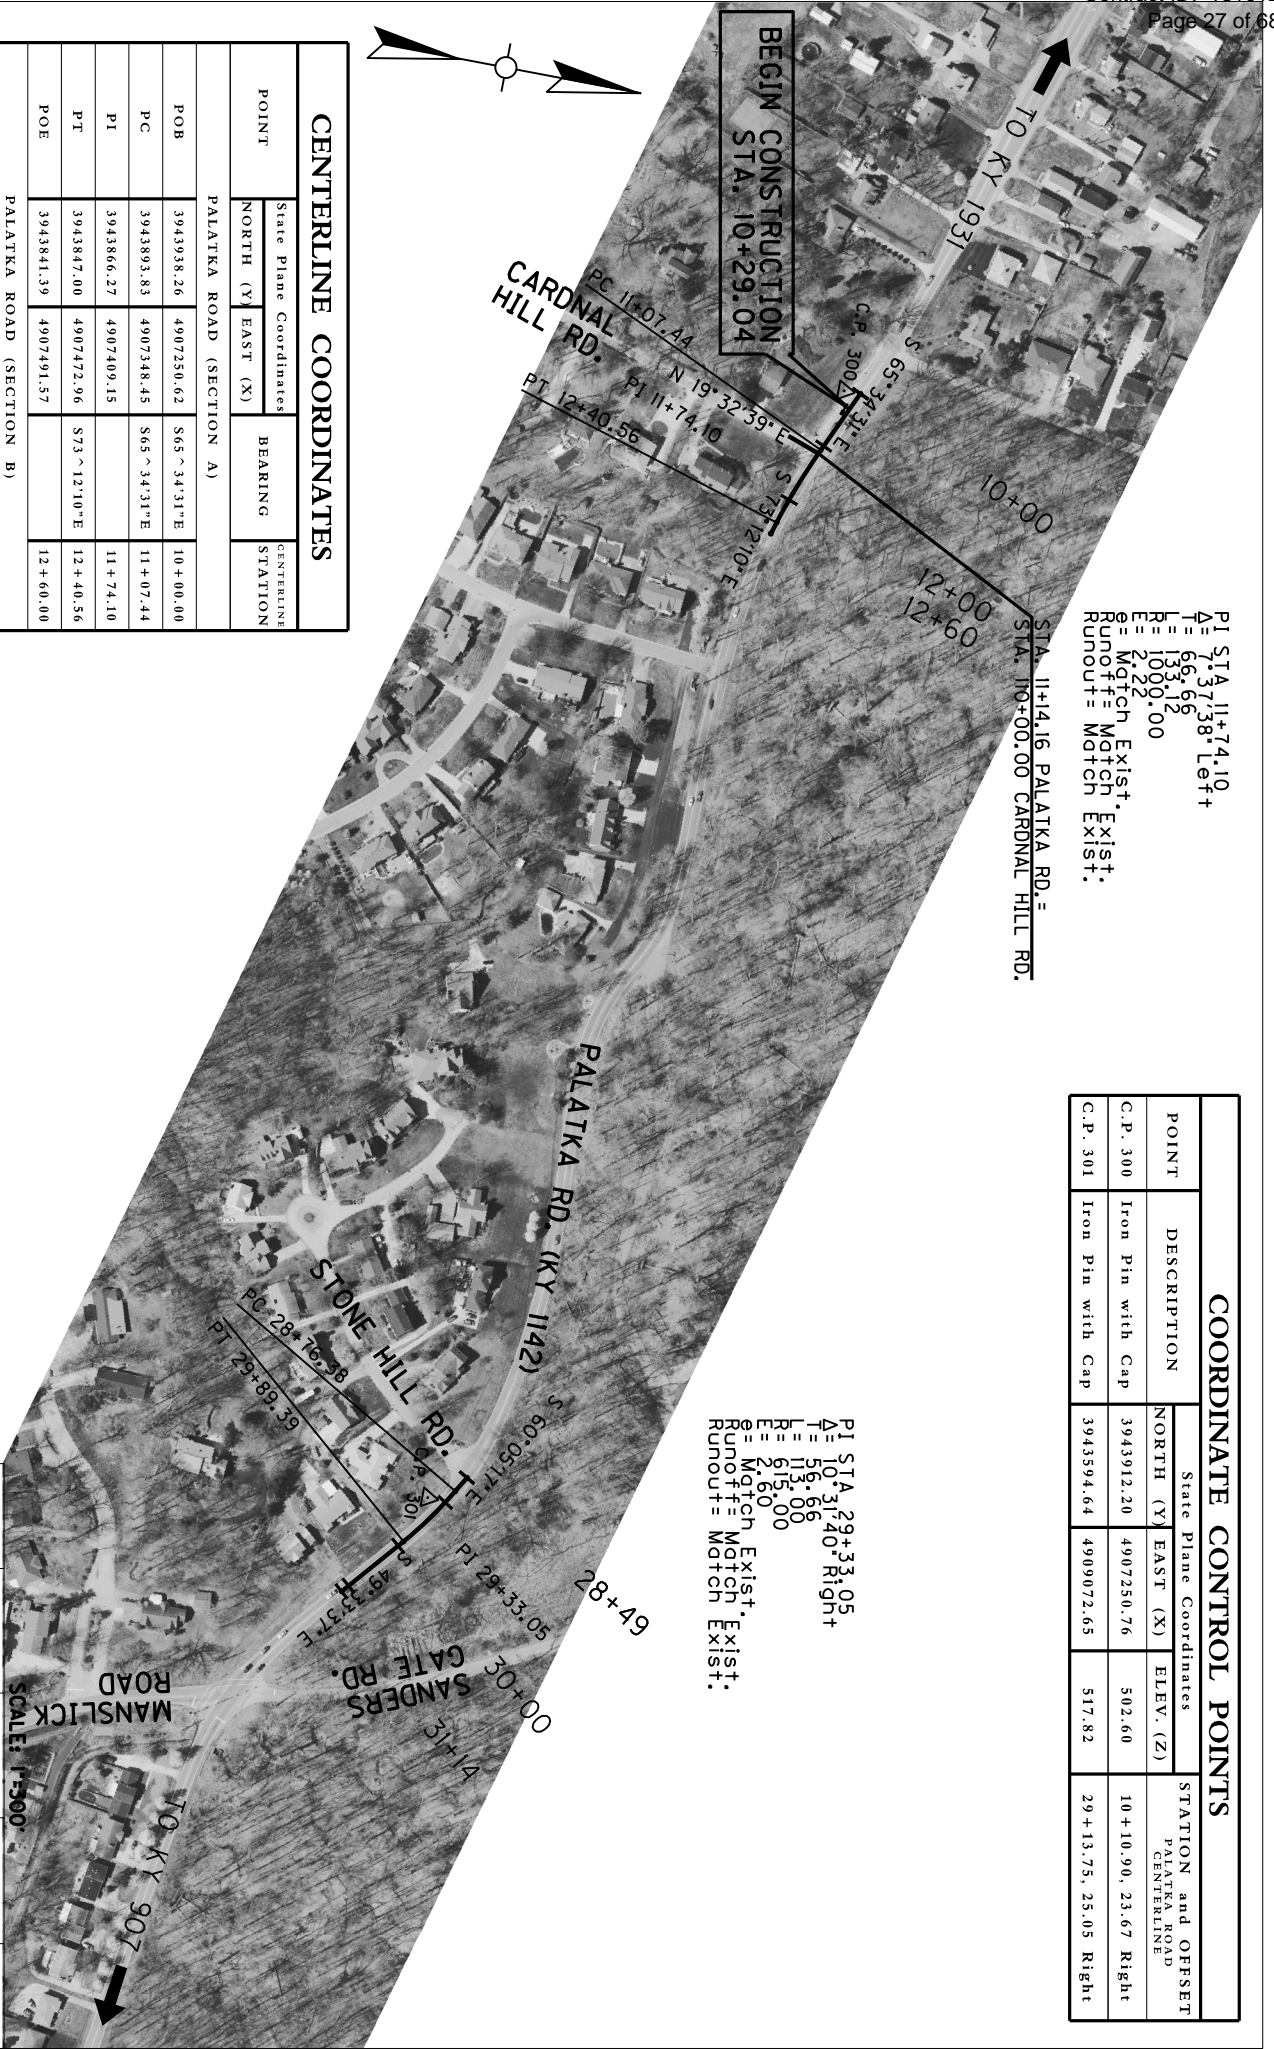 Page 27 of 68
COORDINATE CONTROL POINTS
POINT DESCRIPTION State Plane Coordinates STATION and OFFSET
NORTH (Y) EAST (X) ELEV. (Z) PALATKA ROAD
CENTERLINE
C.P. 300 Iron Pin with Cap 3943912.20 4907250.76 502.60 10+10.90, 23.67 Right
C.P. 301 Iron Pin with Cap 3943594.64 4909072.65 517.82 29+13.75, 25.05 Right
PI STA 11+74.10
Δ= 7°37'38" Left
T= 66.66
L= 133.12
R= 1000.00
E= 2.22
e= Match Exist.
Runoff= Match Exist.
Runout= Match Exist.
STA. 11+14.16 PALATKA RD.=
STA. 110+00.00 CARDNAL HILL RD.
TO KY 1931
BEGIN CONSTRUCTION
STA. 10+29.04
C.P. 300
S 65°34'31" E
10+00
12+00
12+60
CARDNAL
HILL RD.
PC 11+07.44
N 19°32'39" E
PI 11+74.10
PT 12+40.56
S 73°12'10" E
PI STA 29+33.05
Δ= 10°31'40" Right
T= 56.66
L= 113.00
R= 615.00
E= 2.60
e= Match Exist.
Runoff= Match Exist.
Runout= Match Exist.
PALATKA RD. (KY 1142)
STONE HILL RD.
PC 28+76.38
PT 29+89.39
S 60°05'17" E
C.P. 301
PI 29+33.05
S 49°33'37" E
28+49
30+00
31+14
SANDERS
GATE RD.
MANSLICK
ROAD
TO KY 907
SCALE: 1"=300'
CENTERLINE COORDINATES
POINT State Plane Coordinates BEARING CENTERLINE
NORTH (Y) EAST (X) STATION
PALATKA ROAD (SECTION A)
POB 3943938.26 4907250.62 S65^34'31"E 10+00.00
PC 3943893.83 4907348.45 S65^34'31"E 11+07.44
PI 3943866.27 4907409.15 11+74.10
PT 3943847.00 4907472.96 S73^12'10"E 12+40.56
POE 3943841.39 4907491.57 12+60.00
PALATKA ROAD (SECTION B)